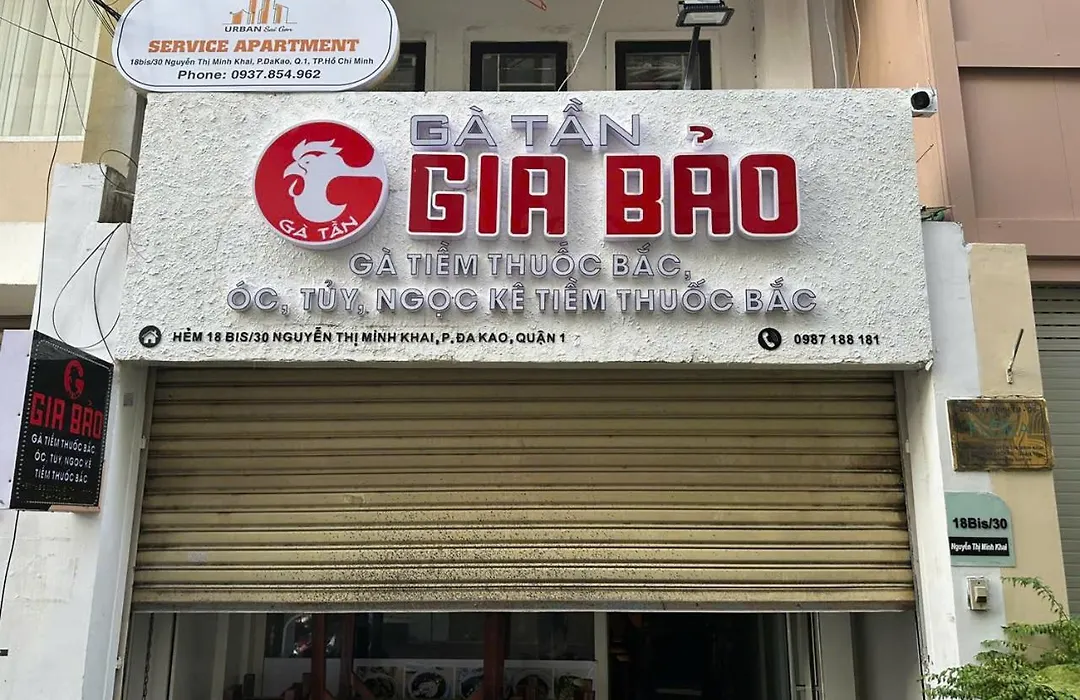 URBAN Sài Gòn
SERVICE APARTMENT
18bis/30 Nguyễn Thị Minh Khai, P.DaKao, Q.1, TP.Hồ Chí Minh
Phone: 0937.854.962
GÀ TẦN
GIA BẢO
GÀ TẦN
GÀ TIỀM THUỐC BẮC,
ÓC, TỦY, NGỌC KÊ TIỀM THUỐC BẮC
HẺM 18 BIS/30 NGUYỄN THỊ MINH KHAI, P. ĐA KAO, QUẬN 1
0987 188 181
GIA BẢO
GÀ TIỀM THUỐC BẮC
ÓC, TỦY, NGỌC KÊ
TIỀM THUỐC BẮC
18Bis/30
Nguyễn Thị Minh Khai